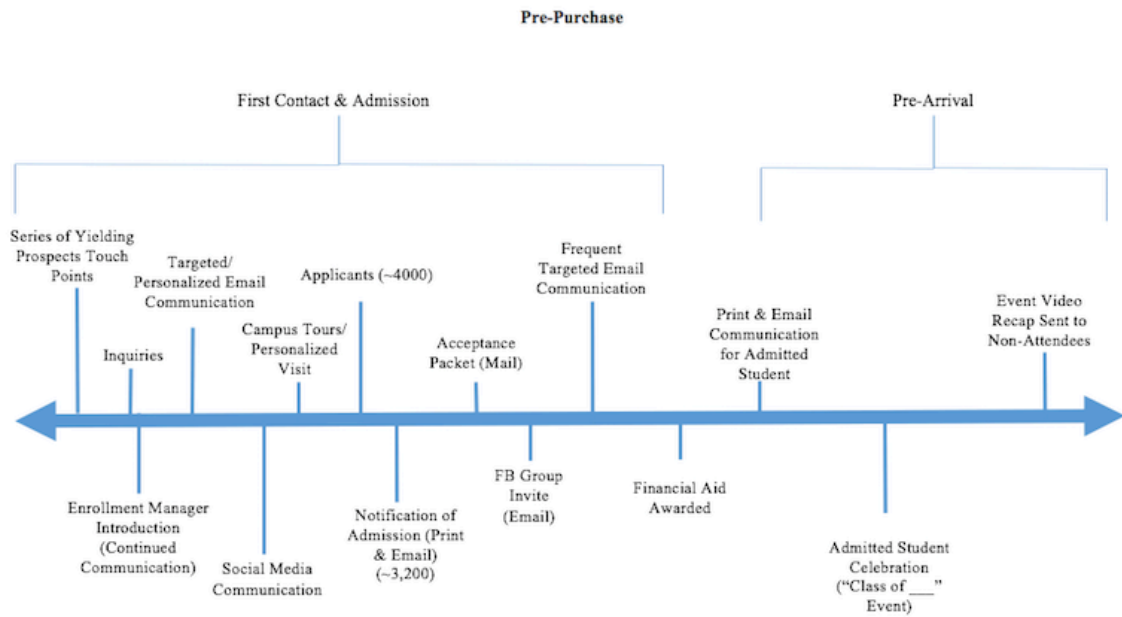 Pre-Purchase
First Contact & Admission
Pre-Arrival
Series of Yielding
Prospects Touch
Points
Inquiries
Targeted/
Personalized Email
Communication
Campus Tours/
Personalized
Visit
Applicants (~4000)
Acceptance
Packet (Mail)
Frequent
Targeted Email
Communication
Print & Email
Communication
for Admitted
Student
Event Video
Recap Sent to
Non-Attendees
Enrollment Manager
Introduction
(Continued
Communication)
Social Media
Communication
Notification of
Admission (Print
& Email)
(~3,200)
FB Group
Invite
(Email)
Financial Aid
Awarded
Admitted Student
Celebration
(“Class of ___”
Event)